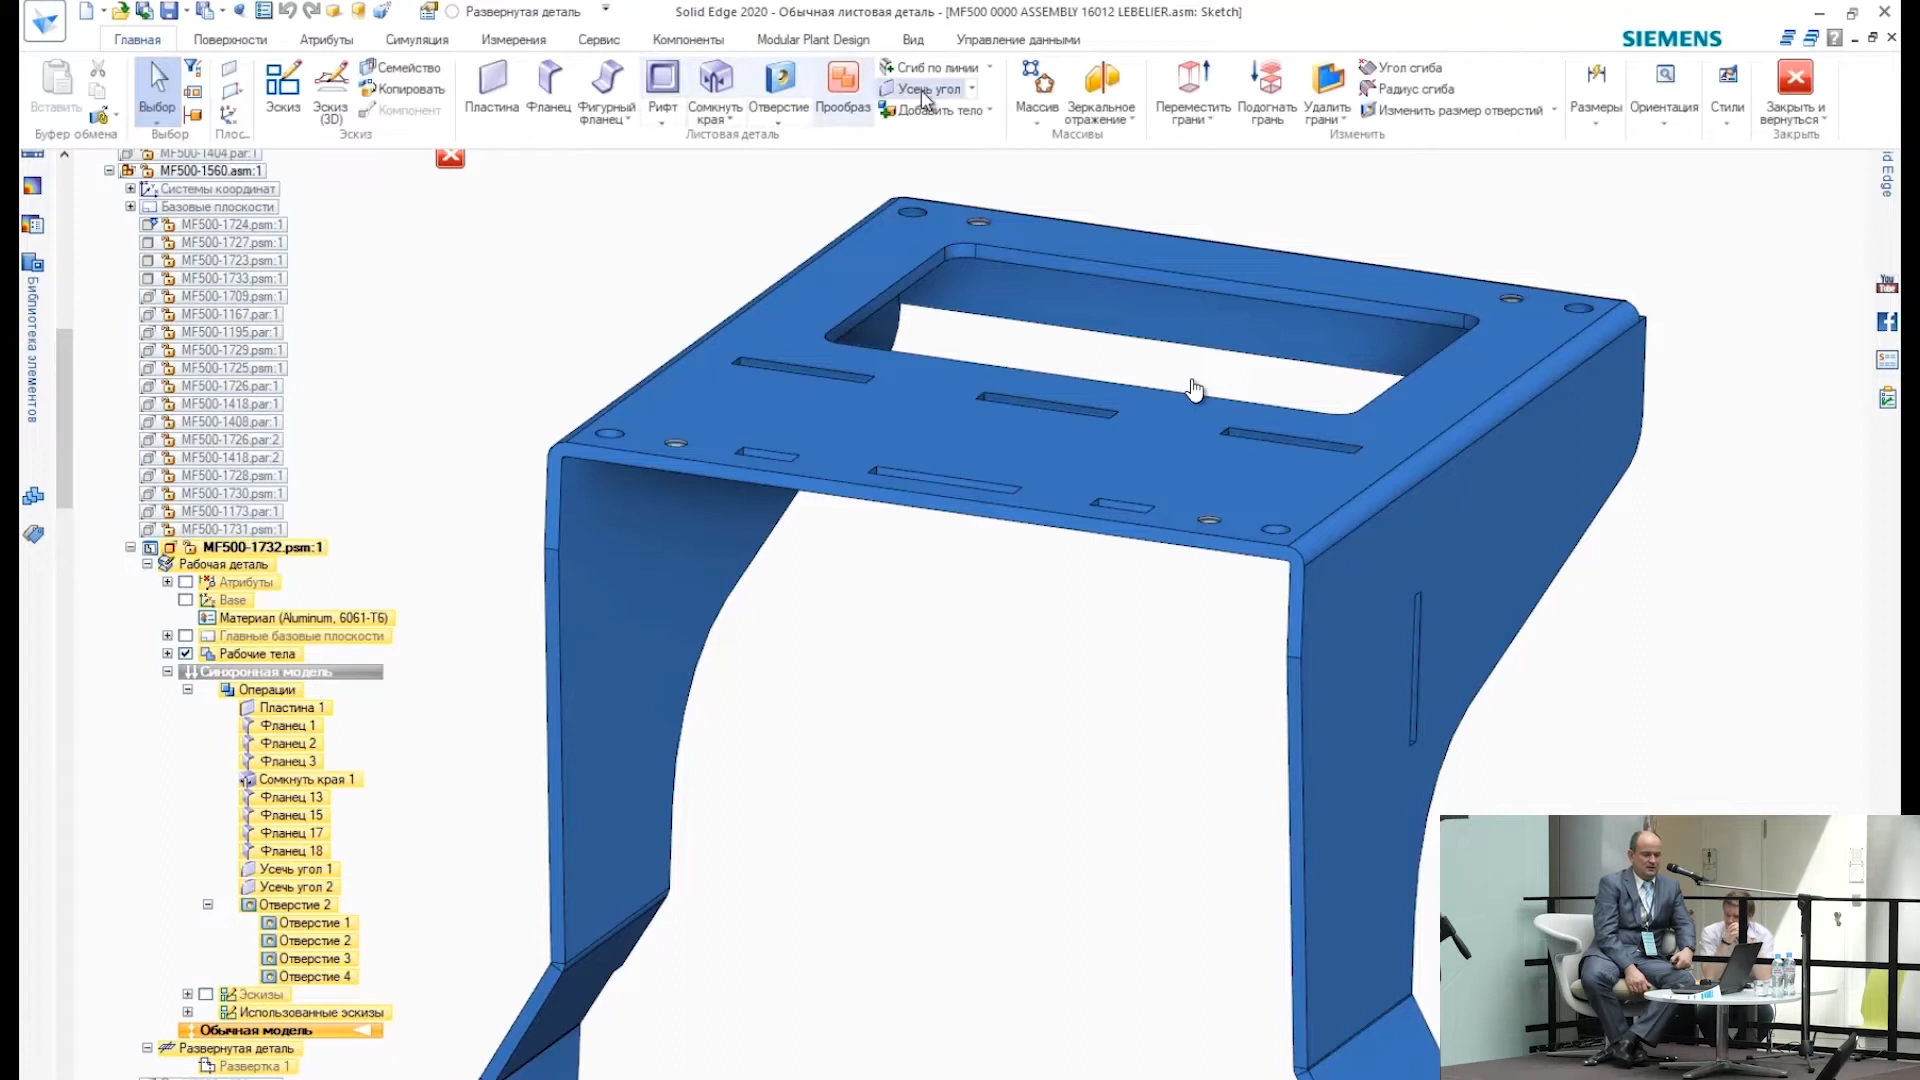 Развернутая деталь
Solid Edge 2020 - Обычная листовая деталь - [MF500 0000 ASSEMBLY 16012 LEBELIER.asm: Sketch]
Главная Поверхности Атрибуты Симуляция Измерения Сервис Компоненты Modular Plant Design Вид Управление данными
SIEMENS
Вставить
Буфер обмена
Выбор
Выбор
Плос...
Эскиз
Эскиз (3D)
Семейство
Копировать
Компонент
Эскиз
Пластина
Фланец
Фигурный фланец
Рифт
Сомкнуть края
Отверстие
Прообраз
Сгиб по линии
Усечь угол
Добавить тело
Листовая деталь
Массив
Зеркальное отражение
Массивы
Переместить грани
Подогнать грань
Удалить грани
Угол сгиба
Радиус сгиба
Изменить размер отверстий
Изменить
Размеры
Ориентация
Стили
Закрыть и вернуться
Закрыть
Библиотека элементов
id Edge
You Tube
MF500-1404.par:1
MF500-1560.asm:1
Системы координат
Базовые плоскости
MF500-1724.psm:1
MF500-1727.psm:1
MF500-1723.psm:1
MF500-1733.psm:1
MF500-1709.psm:1
MF500-1167.par:1
MF500-1195.par:1
MF500-1729.psm:1
MF500-1725.psm:1
MF500-1726.par:1
MF500-1418.par:1
MF500-1408.par:1
MF500-1726.par:2
MF500-1418.par:2
MF500-1728.psm:1
MF500-1730.psm:1
MF500-1173.par:1
MF500-1731.psm:1
MF500-1732.psm:1
Рабочая деталь
Атрибуты
Base
Материал (Aluminum, 6061-T6)
Главные базовые плоскости
Рабочие тела
Синхронная модель
Операции
Пластина 1
Фланец 1
Фланец 2
Фланец 3
Сомкнуть края 1
Фланец 13
Фланец 15
Фланец 17
Фланец 18
Усечь угол 1
Усечь угол 2
Отверстие 2
Отверстие 1
Отверстие 2
Отверстие 3
Отверстие 4
Эскизы
Использованные эскизы
Обычная модель
Развернутая деталь
Развертка 1